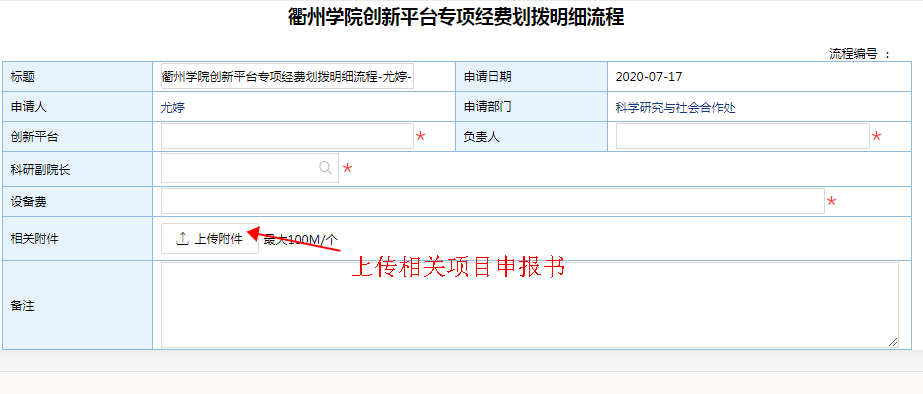 衢州学院创新平台专项经费划拨明细流程
流程编号 ：
标题 衢州学院创新平台专项经费划拨明细流程-尤婷- 申请日期 2020-07-17
申请人 尤婷 申请部门 科学研究与社会合作处
创新平台 * 负责人 *
科研副院长 *
设备费 *
相关附件 上传附件 最大100M/个
上传相关项目申报书
备注